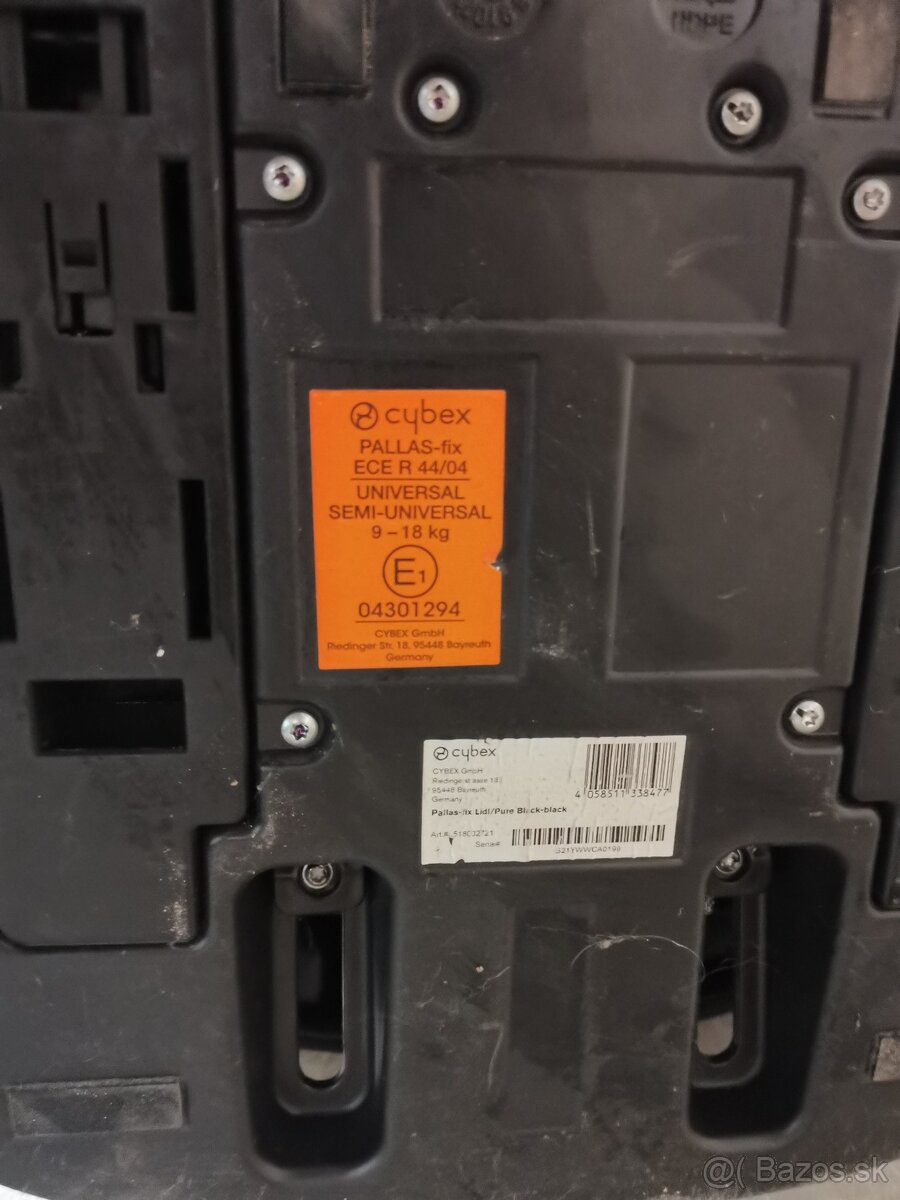 HDPE
cybex
PALLAS-fix
ECE R 44/04
UNIVERSAL
SEMI-UNIVERSAL
9 – 18 kg
E1
04301294
CYBEX GmbH
Riedinger Str. 18, 95448 Bayreuth
Germany
cybex
CYBEX GmbH
95448 Bayreuth
Germany
4 058511 338477
Pallas-fix Lidl/Pure Black-black
Art.#:
Serial#:
@( Bazos.sk